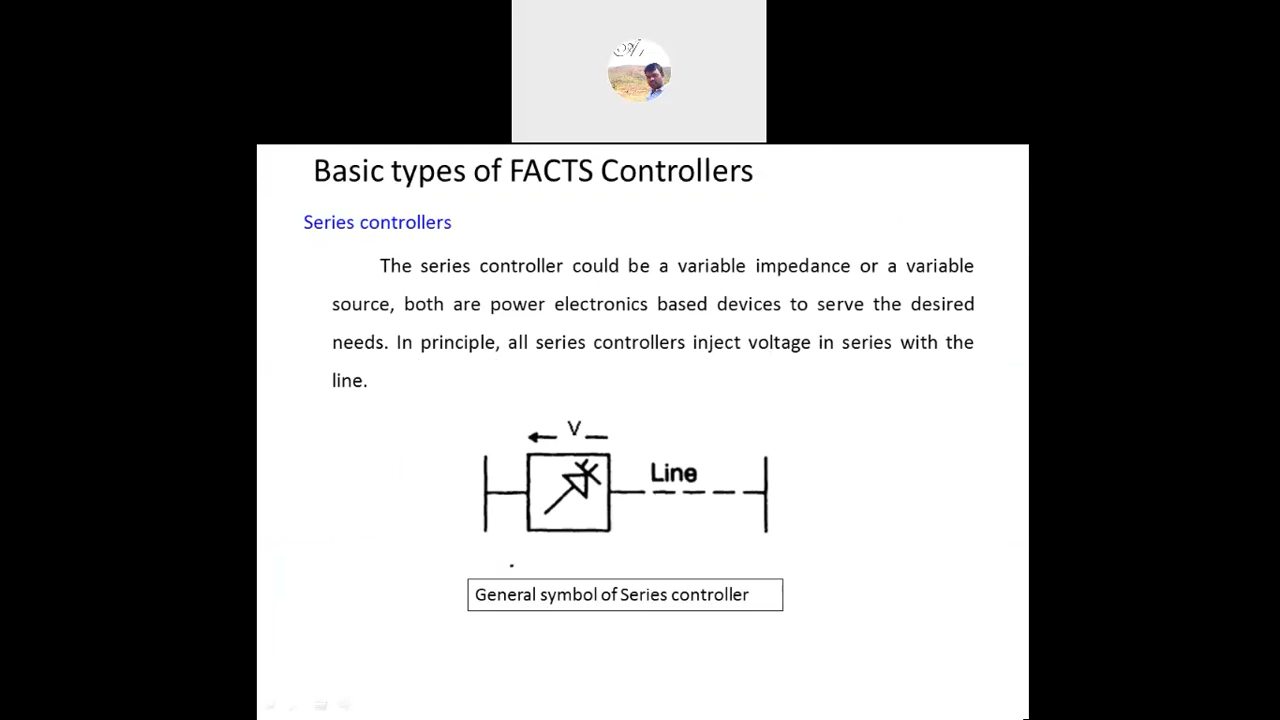 Basic types of FACTS Controllers
Series controllers
The series controller could be a variable impedance or a variable
source, both are power electronics based devices to serve the desired
needs. In principle, all series controllers inject voltage in series with the
line.
V
Line
General symbol of Series controller